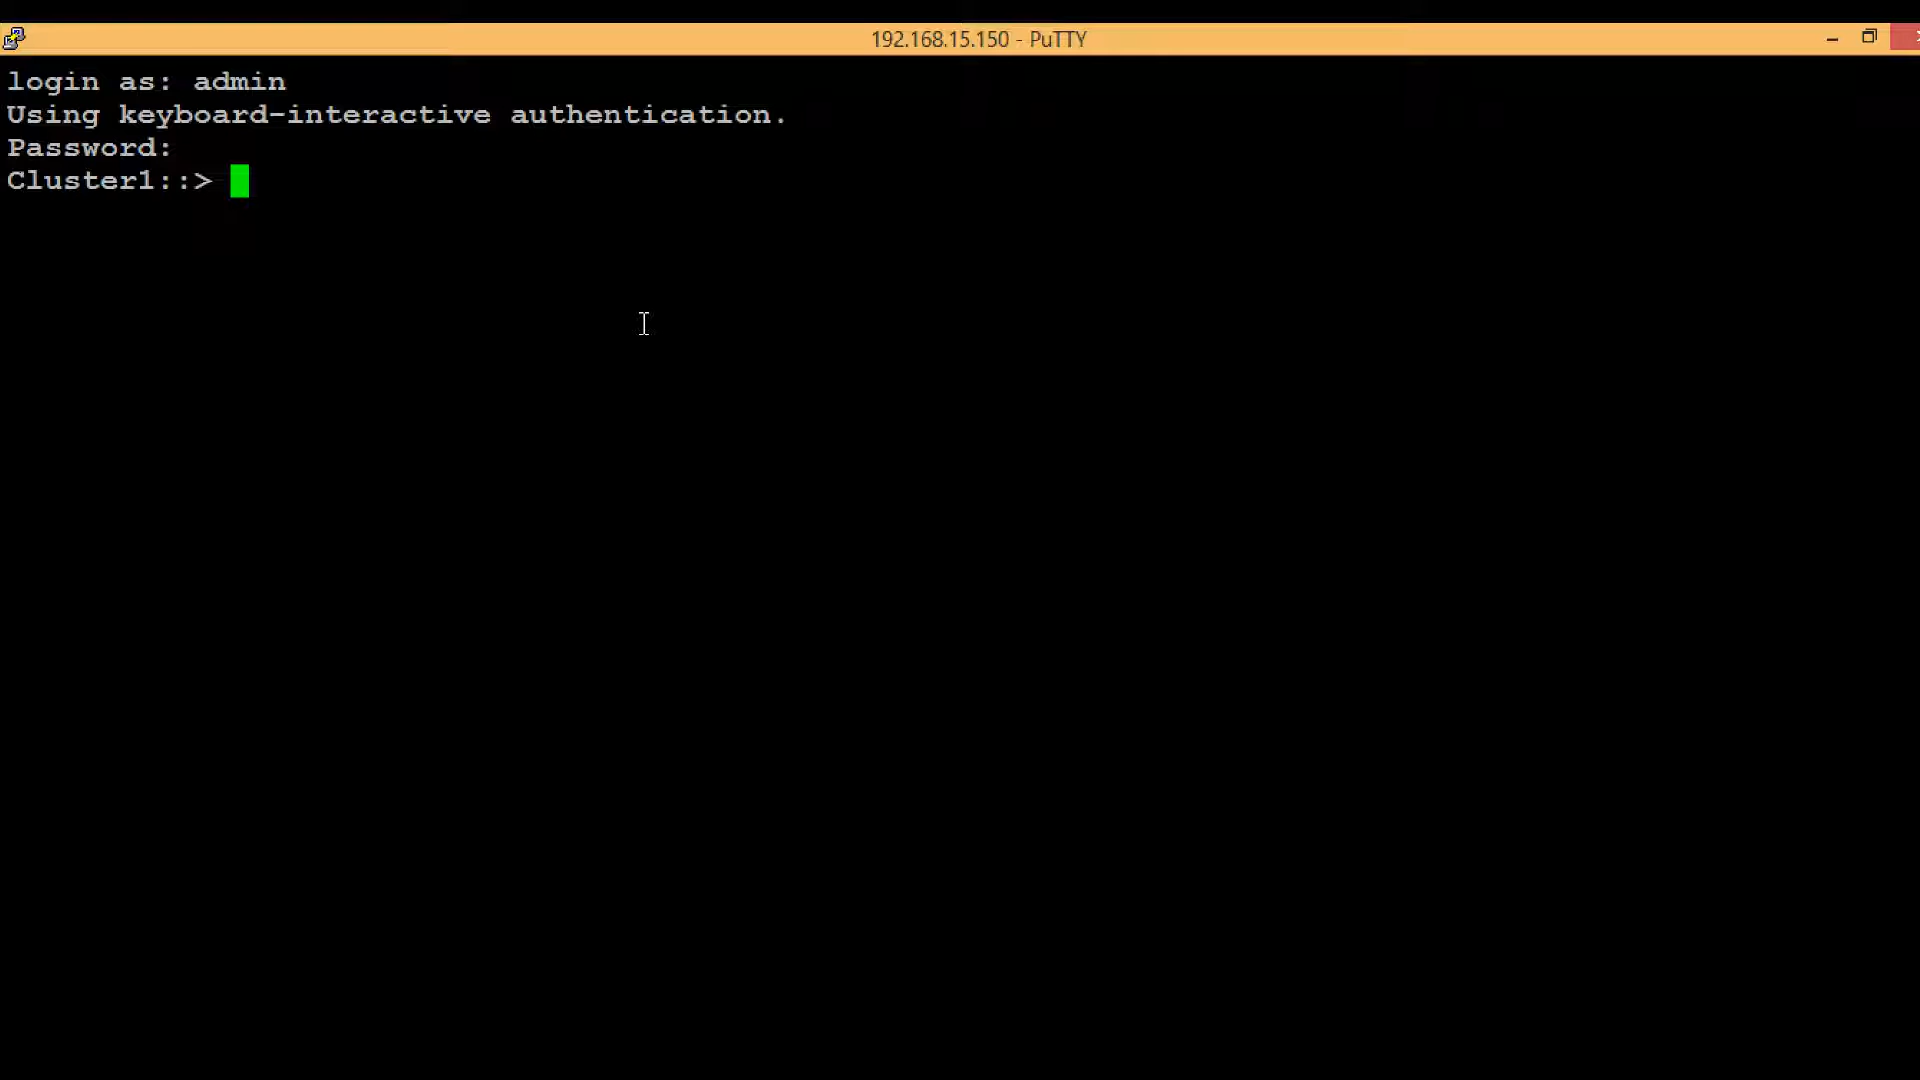 192.168.15.150 - PuTTY
login as: admin
Using keyboard-interactive authentication.
Password:
Cluster1::>